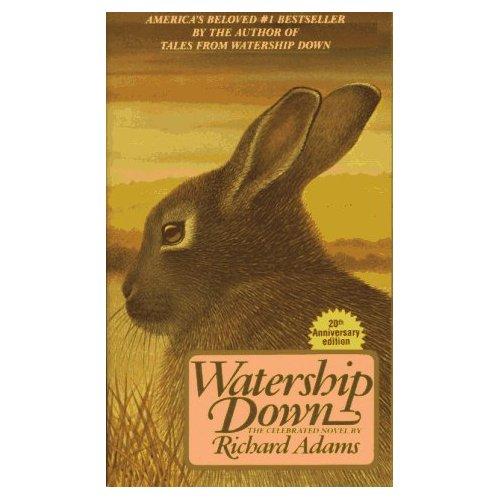 AMERICA'S BELOVED #1 BESTSELLER
BY THE AUTHOR OF
TALES FROM WATERSHIP DOWN
20th
Anniversary
edition
Watership
Down
THE CELEBRATED NOVEL BY
Richard Adams